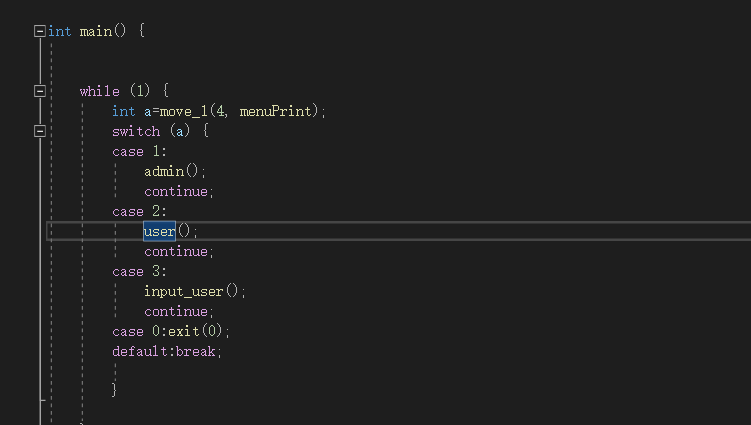 int main() {
while (1) {
int a=move_1(4, menuPrint);
switch (a) {
case 1:
admin();
continue;
case 2:
user();
continue;
case 3:
input_user();
continue;
case 0:exit(0);
default:break;
}